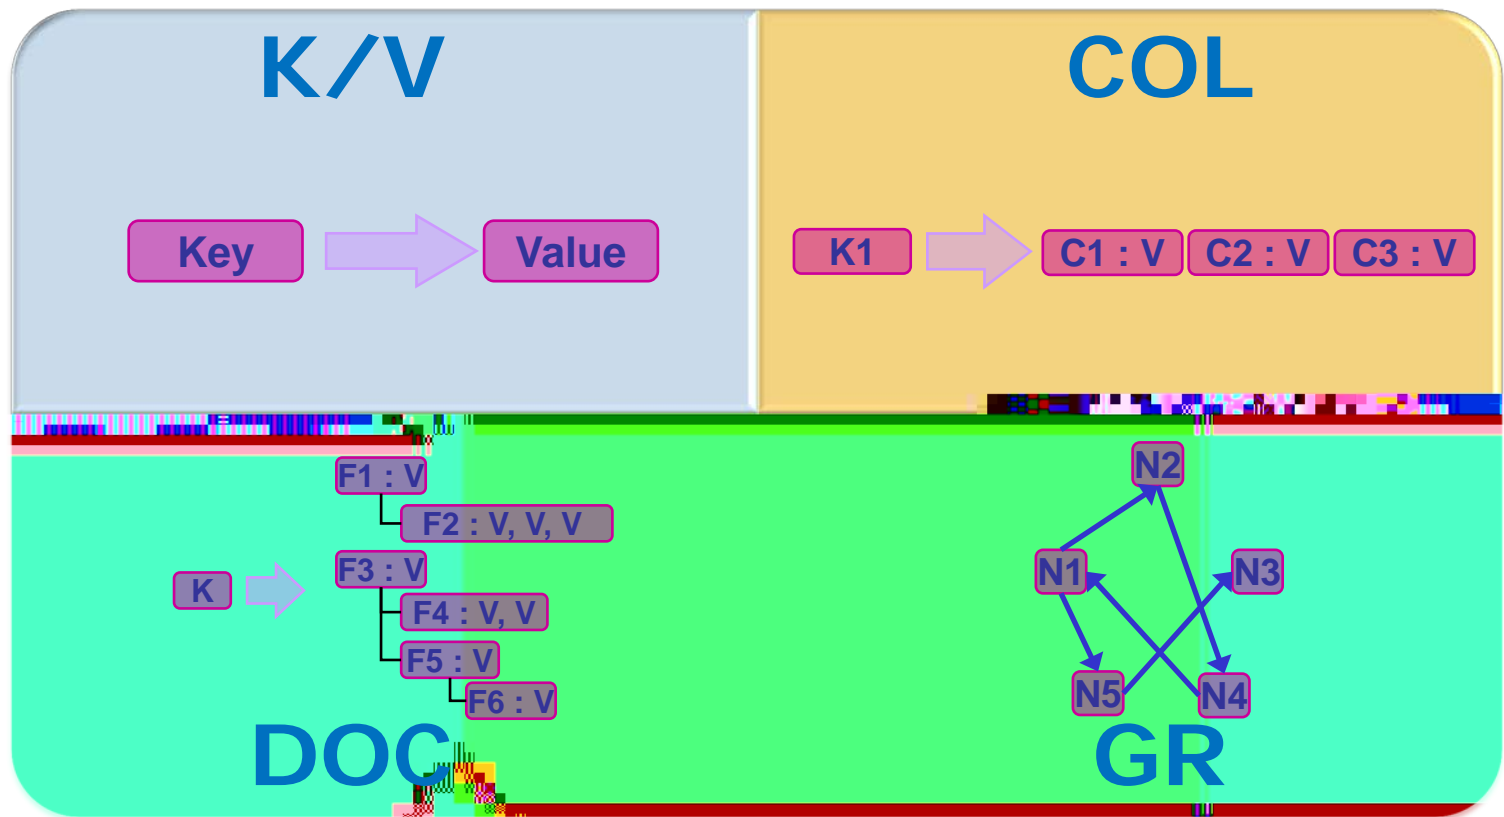 K/V
Key
Value
COL
K1
C1 : V
C2 : V
C3 : V
F1 : V
F2 : V, V, V
K
F3 : V
F4 : V, V
F5 : V
F6 : V
DOC
N2
N1
N3
N5
N4
GR